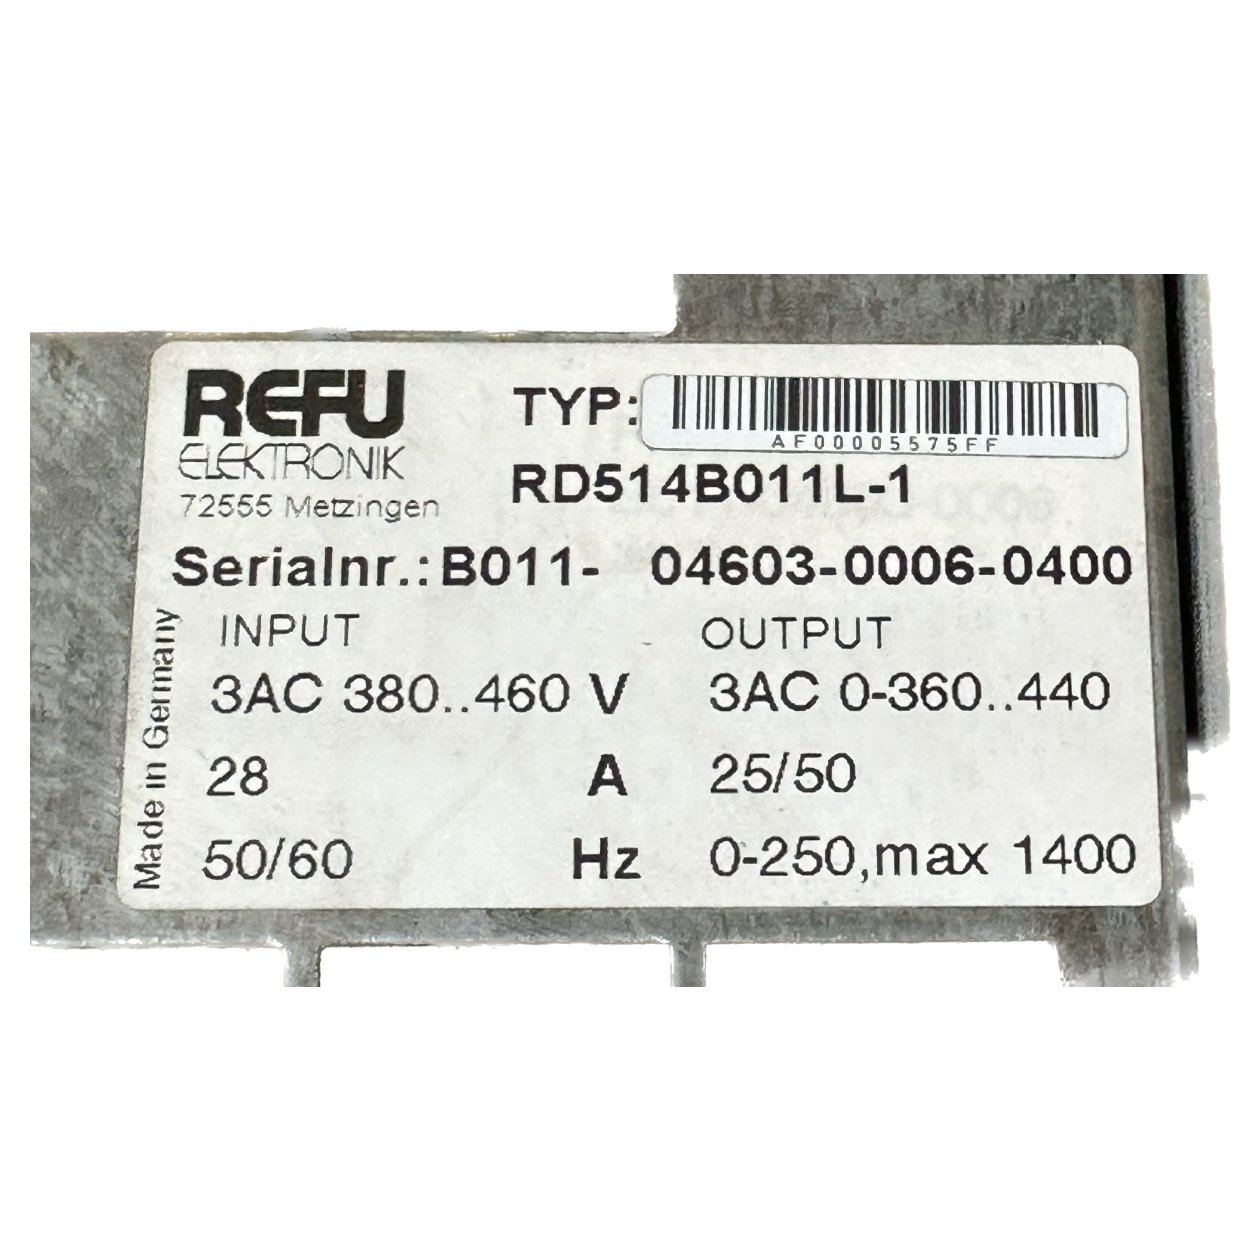 REFU
ELEKTRONIK
72555 Metzingen
TYP:
AF00005575FF
RD514B011L-1
Serialnr.: B011- 04603-0006-0400
INPUT OUTPUT
3AC 380..460 V 3AC 0-360..440
28 A 25/50
50/60 Hz 0-250,max 1400
Made in Germany